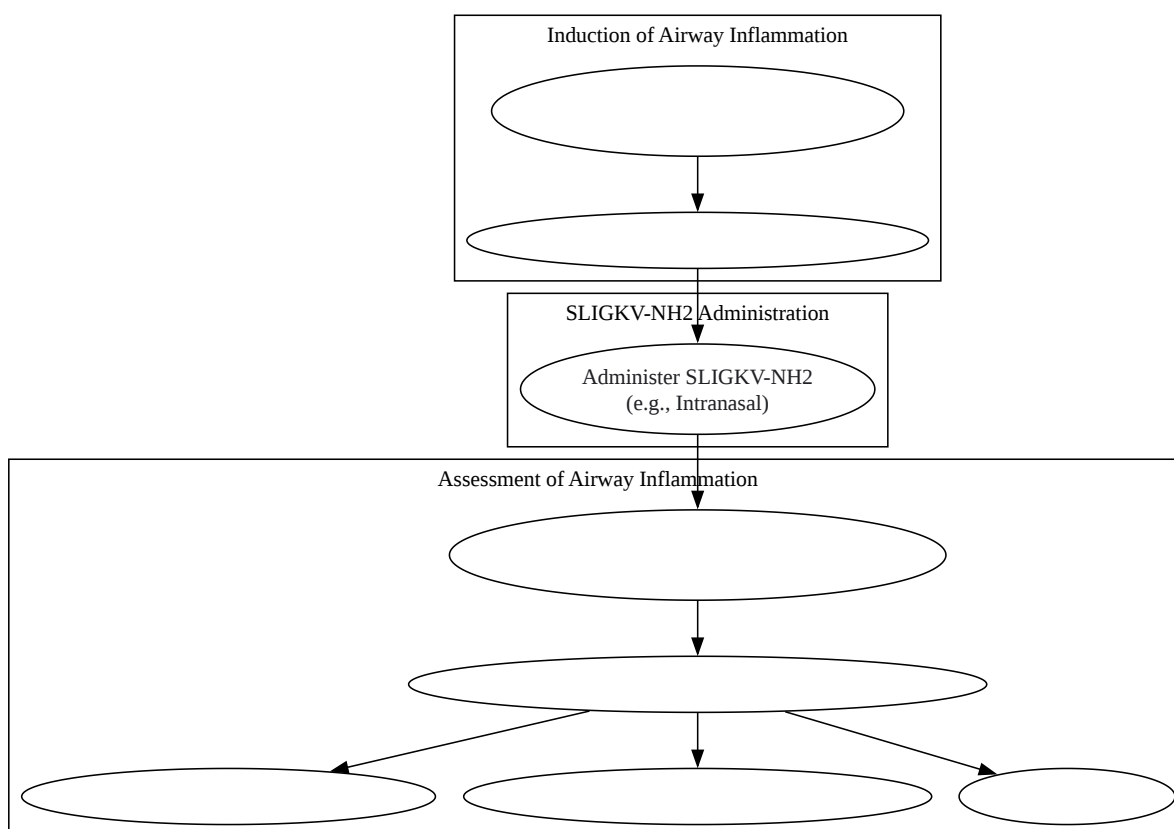 Induction of Airway Inflammation
SLIGKV-NH2 Administration
Administer SLIGKV-NH2
(e.g., Intranasal)
Assessment of Airway Inflammation